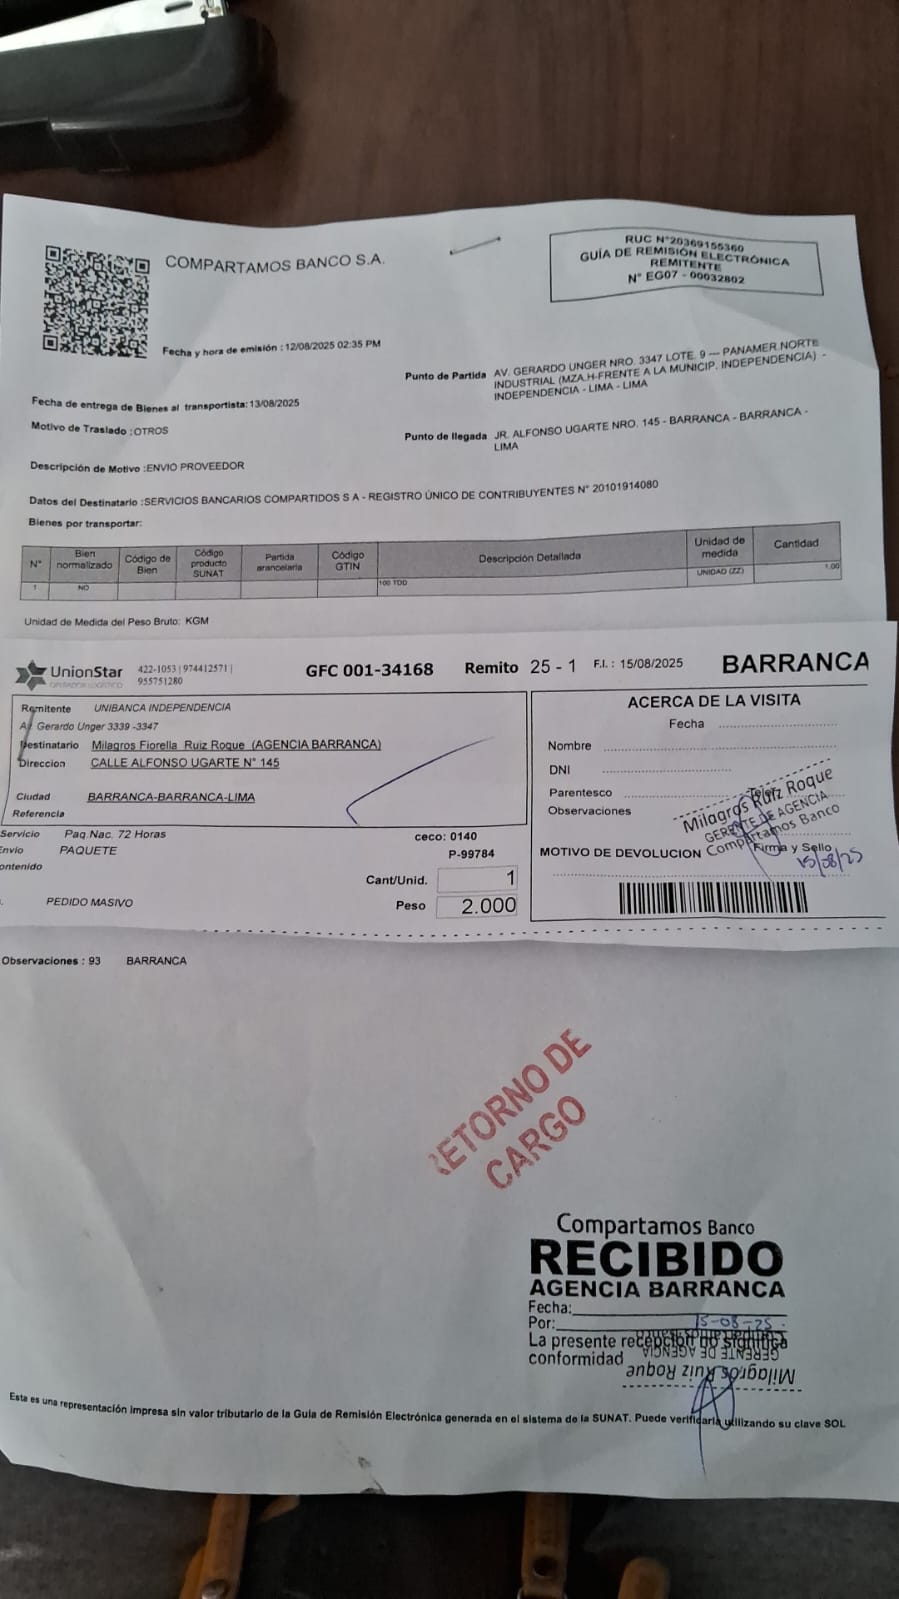 COMPARTAMOS BANCO S.A.
RUC N°20369155360
GUÍA DE REMISIÓN ELECTRÓNICA
REMITENTE
N° EG07 - 00032802
Fecha y hora de emisión : 12/08/2025 02:35 PM
Punto de Partida AV. GERARDO UNGER NRO. 3347 LOTE. 9 --- PANAMER.NORTE
INDUSTRIAL (MZA.H-FRENTE A LA MUNICIP. INDEPENDENCIA) -
INDEPENDENCIA - LIMA - LIMA
Fecha de entrega de Bienes al transportista:13/08/2025
Motivo de Traslado :OTROS
Punto de llegada JR. ALFONSO UGARTE NRO. 145 - BARRANCA - BARRANCA -
LIMA
Descripción de Motivo :ENVIO PROVEEDOR
Datos del Destinatario :SERVICIOS BANCARIOS COMPARTIDOS S A - REGISTRO ÚNICO DE CONTRIBUYENTES N° 20101914080
Bienes por transportar:
N° Bien normalizado Código de Bien Código producto SUNAT Partida arancelaria Código GTIN Descripción Detallada Unidad de medida Cantidad
1 NO 100 TDD UNIDAD (ZZ) 1.00
Unidad de Medida del Peso Bruto: KGM
UnionStar
OPERADOR LOGISTICO
422-1053 | 974412571 |
955751280
GFC 001-34168 Remito 25 - 1 F.I. : 15/08/2025 BARRANCA
Remitente UNIBANCA INDEPENDENCIA
Av Gerardo Unger 3339 -3347
Destinatario Milagros Fiorella Ruiz Roque (AGENCIA BARRANCA)
Direccion CALLE ALFONSO UGARTE N° 145
Ciudad BARRANCA-BARRANCA-LIMA
Referencia
Servicio Paq.Nac. 72 Horas
Envio PAQUETE
ontenido
PEDIDO MASIVO
ceco: 0140
P-99784
Cant/Unid. 1
Peso 2.000
ACERCA DE LA VISITA
Fecha
Nombre
DNI
Parentesco
Observaciones
Milagros Ruiz Roque
GERENTE DE AGENCIA
Compartamos Banco
MOTIVO DE DEVOLUCION
Firma y Sello
15/08/25
Observaciones : 93 BARRANCA
RETORNO DE
CARGO
Compartamos Banco
RECIBIDO
AGENCIA BARRANCA
Fecha:
Por: 15-08-25
La presente recepción no significa
conformidad
GERENTE DE AGENCIA
Milagros Ruiz Roque
Esta es una representación impresa sin valor tributario de la Guia de Remisión Electrónica generada en el sistema de la SUNAT. Puede verificarla utilizando su clave SOL